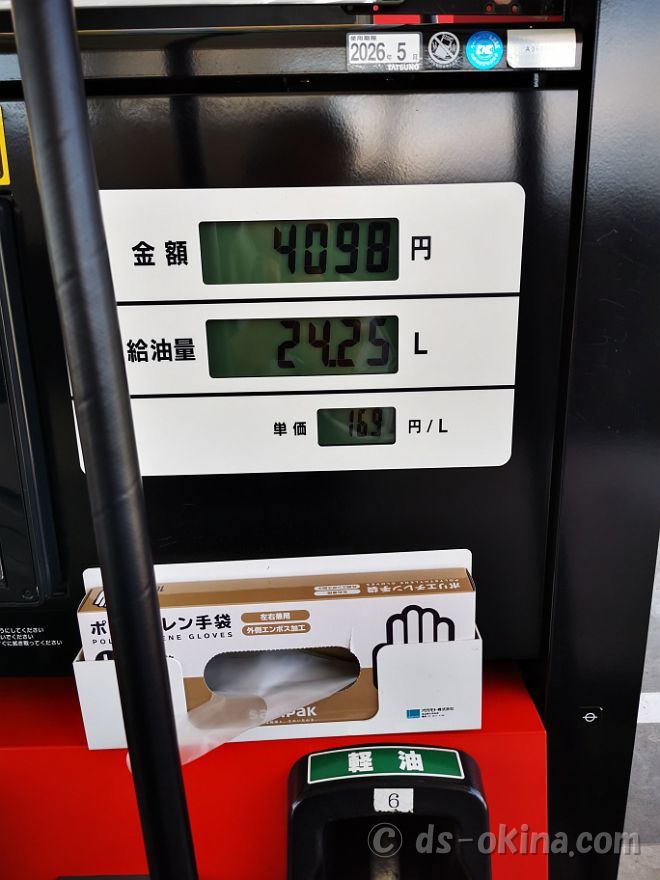 使用期限
2026年5月
TATSUNO
金額 4098 円
給油量 24.25 L
単価 169 円/L
ポリエチレン手袋
POLYETHYLENE GLOVES
左右兼用
外側エンボス加工
軽油
6
© ds-okina.com